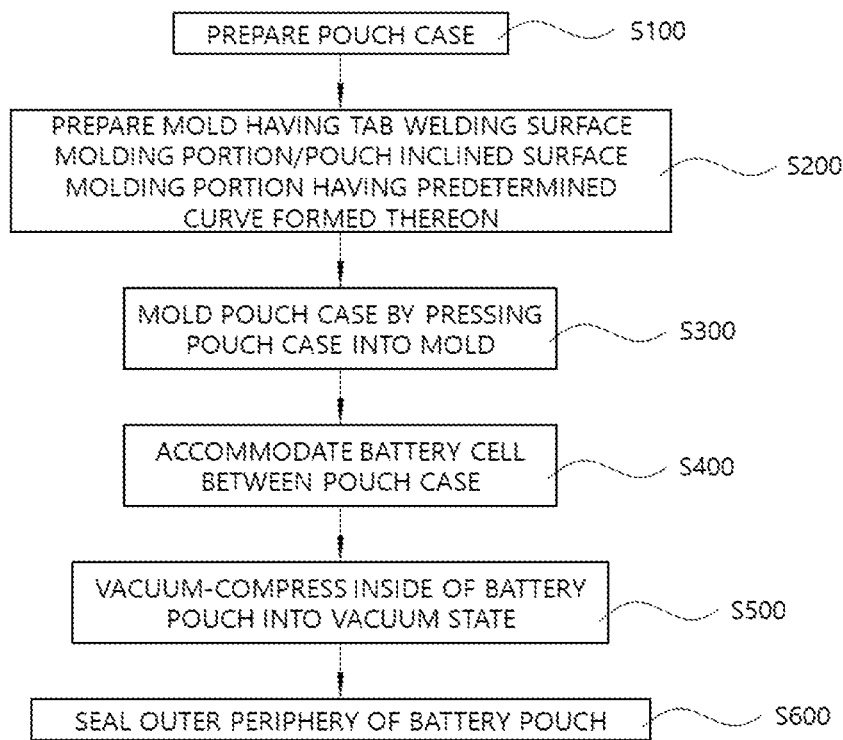 PREPARE POUCH CASE
S100
PREPARE MOLD HAVING TAB WELDING SURFACE
MOLDING PORTION/POUCH INCLINED SURFACE
MOLDING PORTION HAVING PREDETERMINED
CURVE FORMED THEREON
S200
MOLD POUCH CASE BY PRESSING
POUCH CASE INTO MOLD
S300
ACCOMMODATE BATTERY CELL
BETWEEN POUCH CASE
S400
VACUUM-COMPRESS INSIDE OF BATTERY
POUCH INTO VACUUM STATE
S500
SEAL OUTER PERIPHERY OF BATTERY POUCH
S600